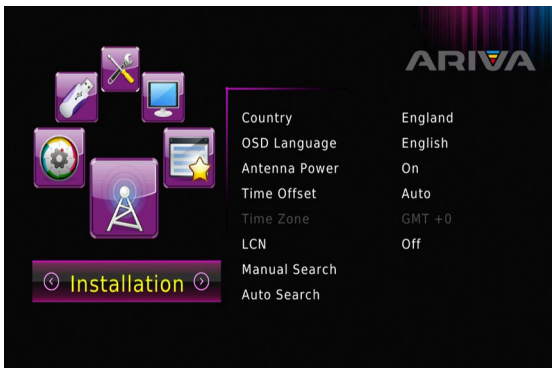 ARIVA
Country England
OSD Language English
Antenna Power On
Time Offset Auto
Time Zone GMT +0
LCN Off
Manual Search
Auto Search
Installation